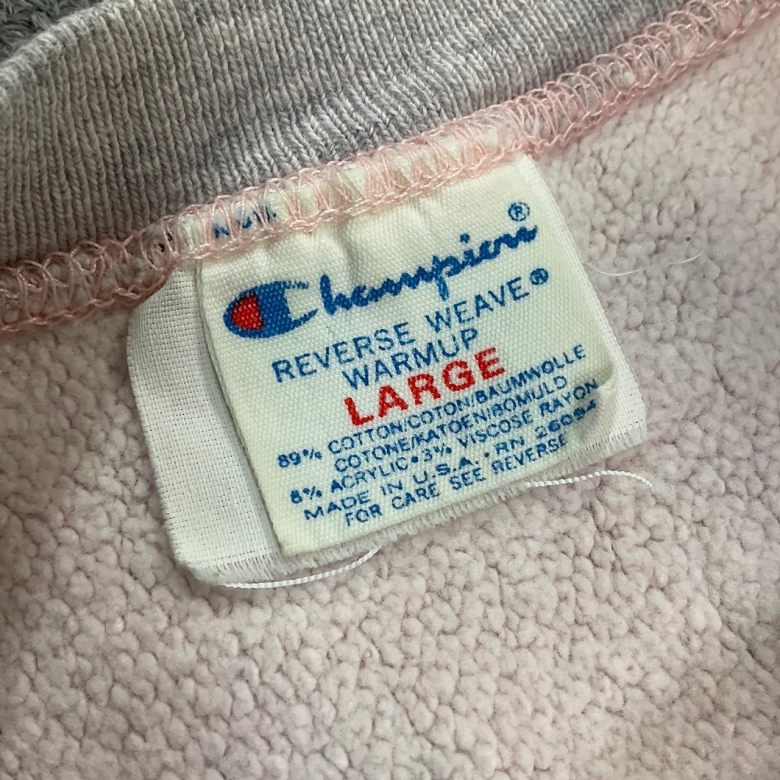 Champion®
REVERSE WEAVE®
WARMUP
LARGE
89% COTTON/COTON/BAUMWOLLE
COTONE/KATOEN/BOMULD
8% ACRYLIC•3% VISCOSE RAYON
MADE IN U.S.A.•RN 26094
FOR CARE SEE REVERSE